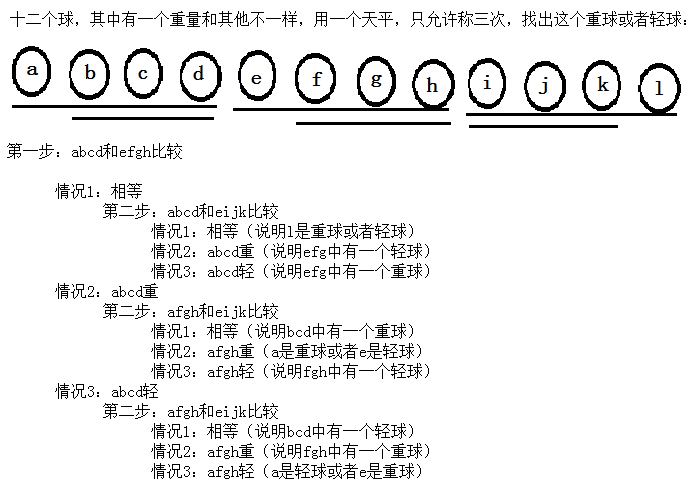 十二个球，其中有一个重量和其他不一样，用一个天平，只允许称三次，找出这个重球或者轻球：
a b c d e f g h i j k l
第一步：abcd和efgh比较
情况1：相等
第二步：abcd和eijk比较
情况1：相等（说明l是重球或者轻球）
情况2：abcd重（说明efg中有一个轻球）
情况3：abcd轻（说明efg中有一个重球）
情况2：abcd重
第二步：afgh和eijk比较
情况1：相等（说明bcd中有一个重球）
情况2：afgh重（a是重球或者e是轻球）
情况3：afgh轻（说明fgh中有一个轻球）
情况3：abcd轻
第二步：afgh和eijk比较
情况1：相等（说明bcd中有一个轻球）
情况2：afgh重（说明fgh中有一个重球）
情况3：afgh轻（a是轻球或者e是重球）